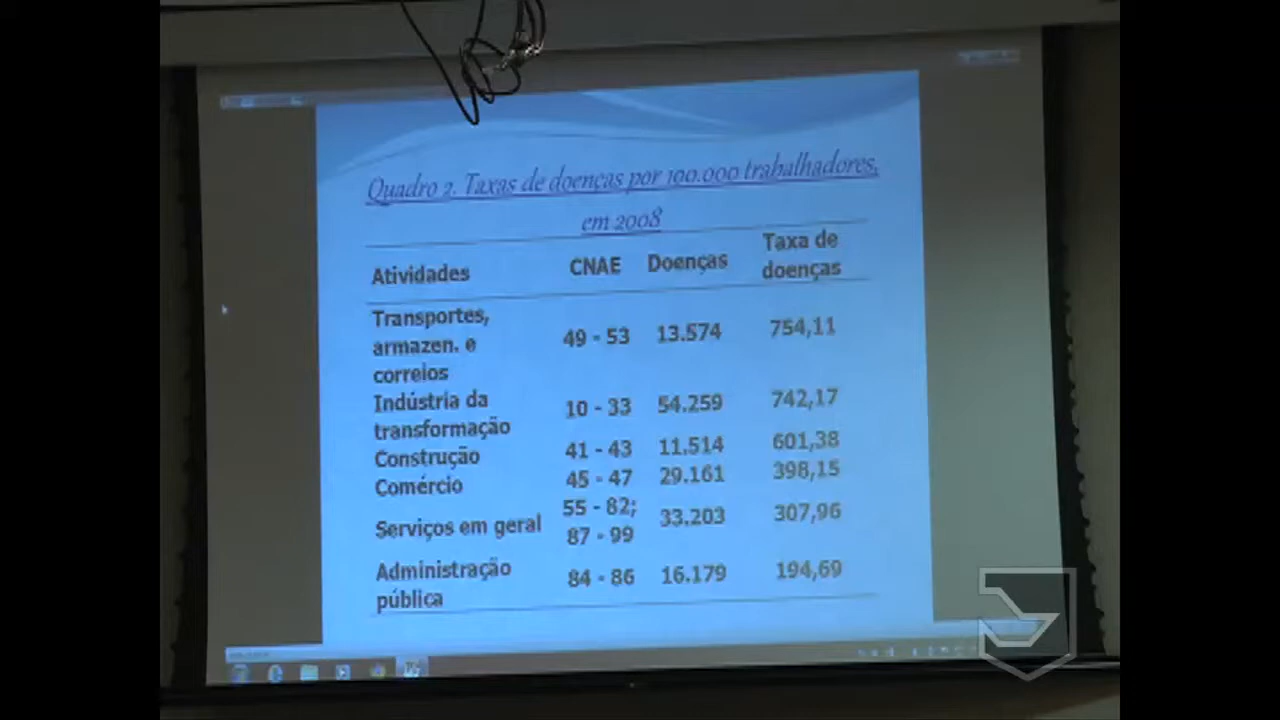 Quadro 2. Taxas de doenças por 100.000 trabalhadores,
em 2008
Atividades CNAE Doenças Taxa de doenças
Transportes, armazen. e correios 49 - 53 13.574 754,11
Indústria da transformação 10 - 33 54.259 742,17
Construção 41 - 43 11.514 601,38
Comércio 45 - 47 29.161 398,15
Serviços em geral 55 - 82; 87 - 99 33.203 307,96
Administração pública 84 - 86 16.179 194,69